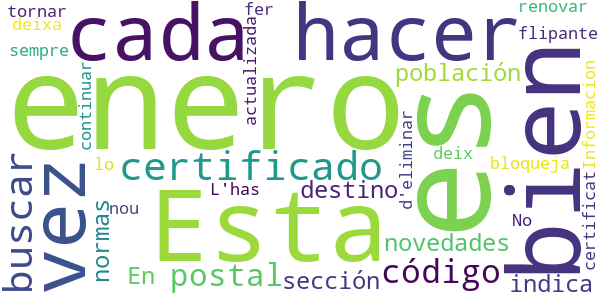 tornar
cada
fer
hacer
renovar
deixa
flipante
sempre
actualizada
continuar
enero
población
es
bien
Informacion
certificado
lo
deix
bloqueja
buscar
vez
normas
nou
Esta
L'has
destino
d'eliminar
No
certificat
En
postal
sección
código
novedades
indica